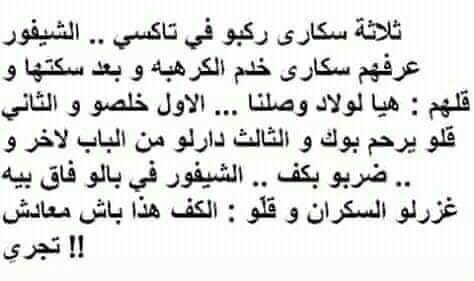 ثلاثة سكارى ركبو في تاكسي .. الشيفور
عرفهم سكارى خدم الكرهبه و بعد سكتها و
قلهم : هيا لولاد وصلنا ... الاول خلصو و الثاني
قلو يرحم بوك و الثالث دارلو من الباب لاخر و
ضربو بكف .. الشيفور في بالو فاق بيه ..
غزرلو السكران و قلّو : الكف هذا باش معادش
تجري !!